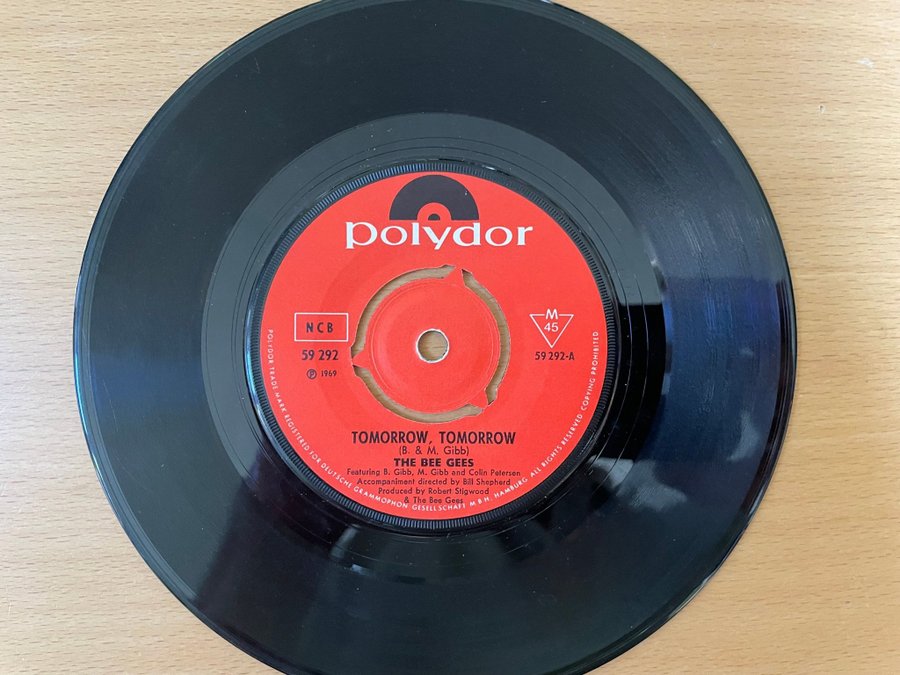 polydor
NCB
59 292
Ⓟ 1969
M
45
59 292-A
TOMORROW, TOMORROW
(B. & M. Gibb)
THE BEE GEES
Featuring B. Gibb, M. Gibb and Colin Petersen
Accompaniment directed by Bill Shepherd
Produced by Robert Stigwood
& The Bee Gees
POLYDOR TRADE MARK REGISTERED FOR DEUTSCHE GRAMMOPHON GESELLSCHAFT M.B.H. HAMBURG ALL RIGHTS RESERVED COPYING PROHIBITED